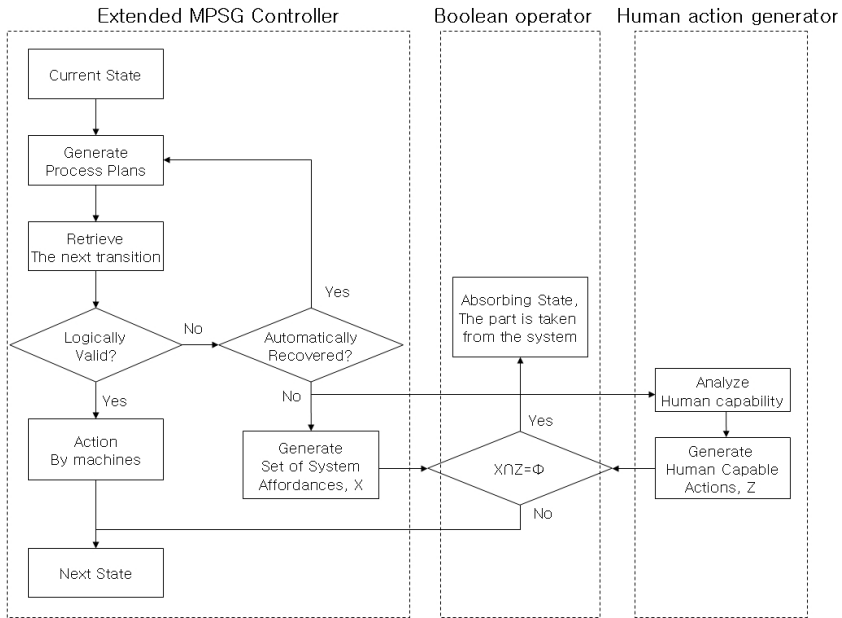 Extended MPSG Controller
Boolean operator
Human action generator
Current State
Generate
Process Plans
Retrieve
The next transition
Logically
Valid?
No
Yes
Automatically
Recovered?
Yes
No
Action
By machines
Generate
Set of System
Affordances, X
Next State
Absorbing State,
The part is taken
from the system
Yes
X∩Z=Φ
No
Analyze
Human capability
Generate
Human Capable
Actions, Z